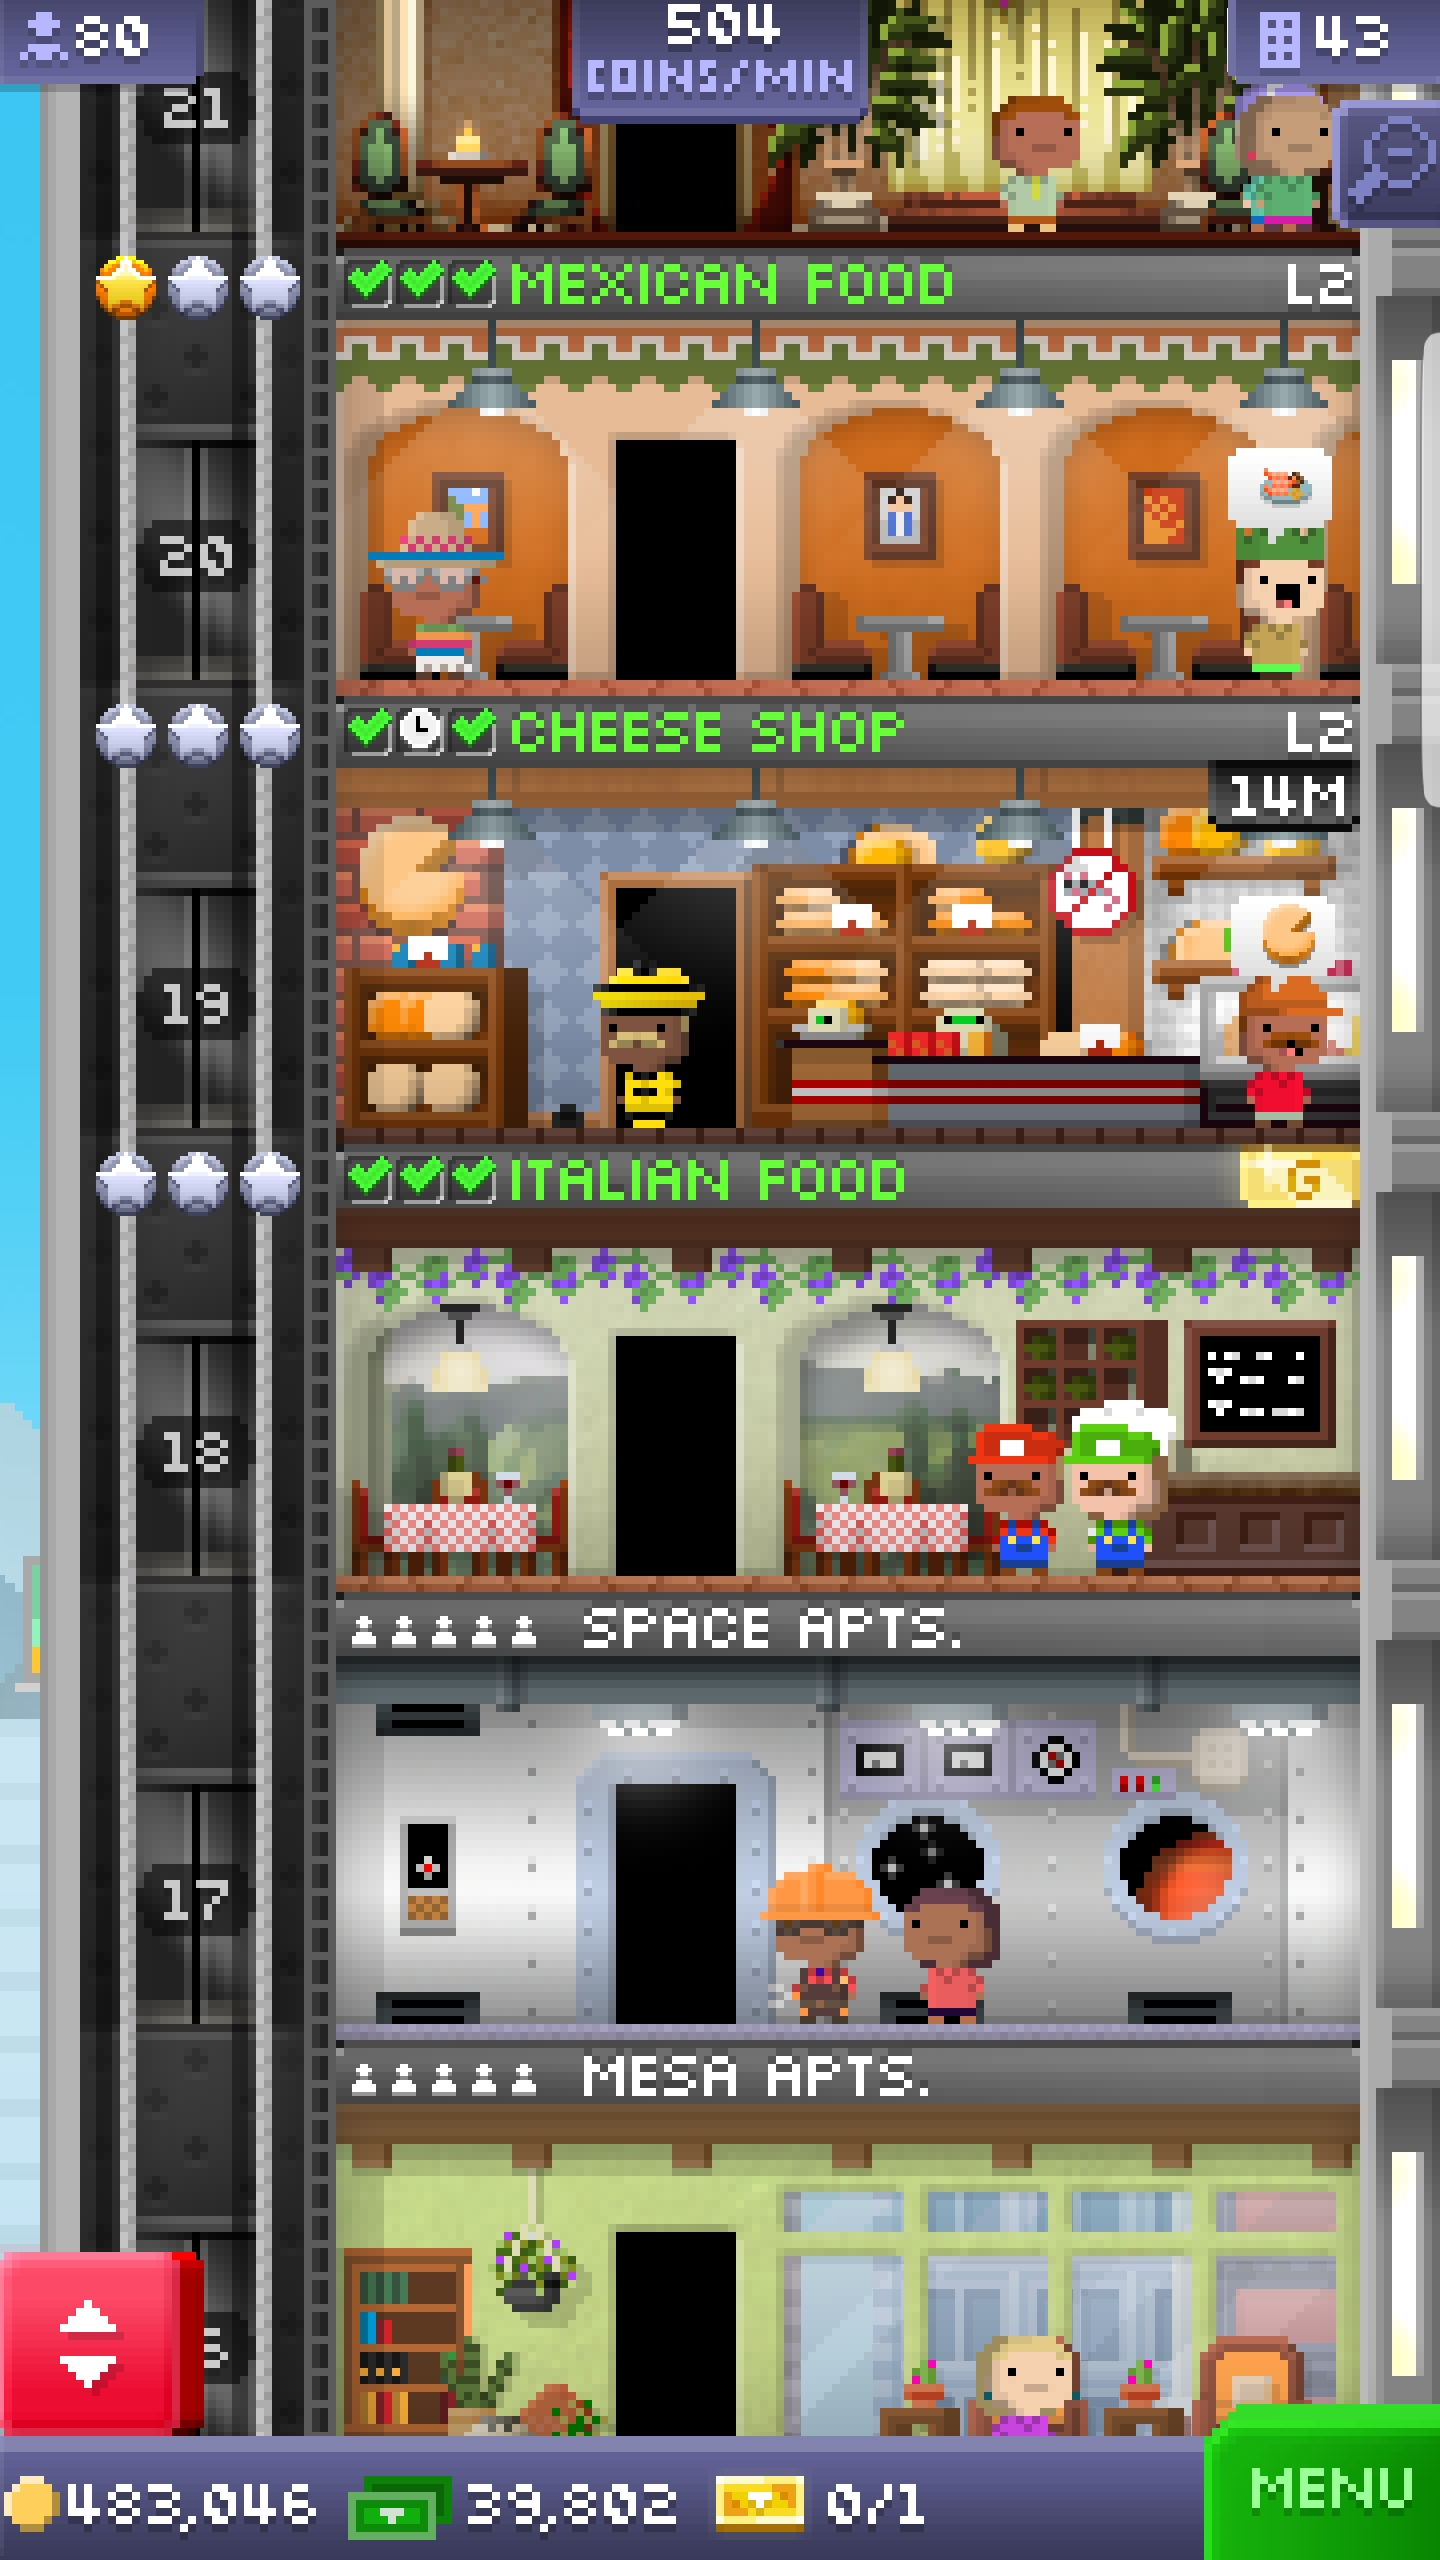 80
504
COINS/MIN
43
21
MEXICAN FOOD
L2
20
CHEESE SHOP
L2
14M
19
ITALIAN FOOD
G
18
SPACE APTS.
17
MESA APTS.
483,046
39,802
0/1
MENU